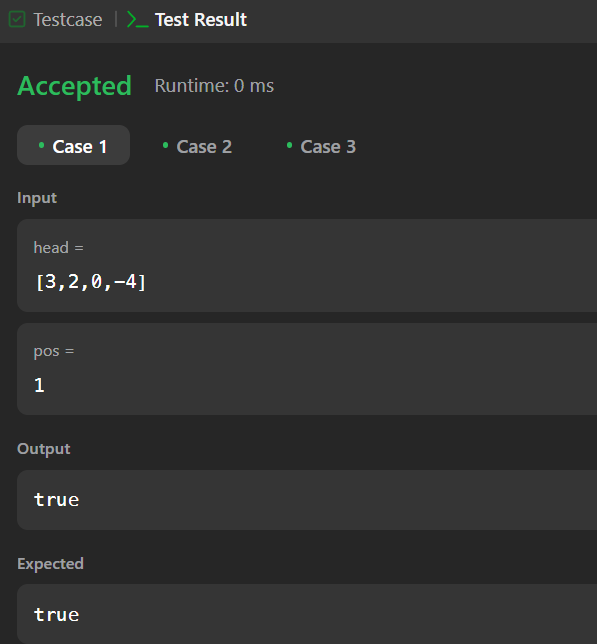 Testcase | Test Result
Accepted Runtime: 0 ms
Case 1 Case 2 Case 3
Input
head =
[3,2,0,-4]
pos =
1
Output
true
Expected
true